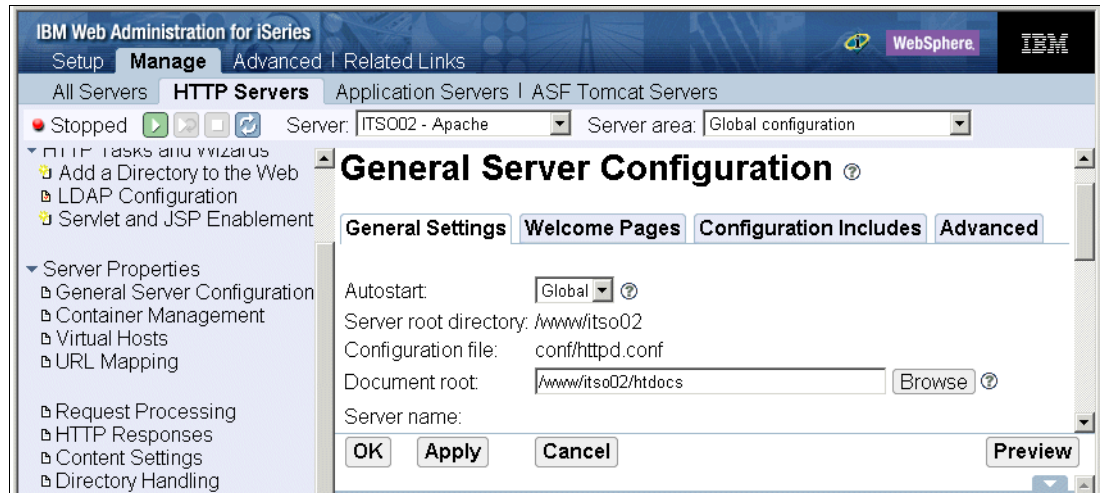 IBM Web Administration for iSeries
WebSphere. IBM
Setup Manage Advanced | Related Links
All Servers HTTP Servers Application Servers | ASF Tomcat Servers
Stopped Server: ITSO02 - Apache Server area: Global configuration
HTTP Tasks and Wizards
Add a Directory to the Web
LDAP Configuration
Servlet and JSP Enablement
Server Properties
General Server Configuration
Container Management
Virtual Hosts
URL Mapping
Request Processing
HTTP Responses
Content Settings
Directory Handling
General Server Configuration ?
General Settings Welcome Pages Configuration Includes Advanced
Autostart: Global ?
Server root directory: /www/itso02
Configuration file: conf/httpd.conf
Document root: /www/itso02/htdocs Browse ?
Server name:
OK Apply Cancel Preview